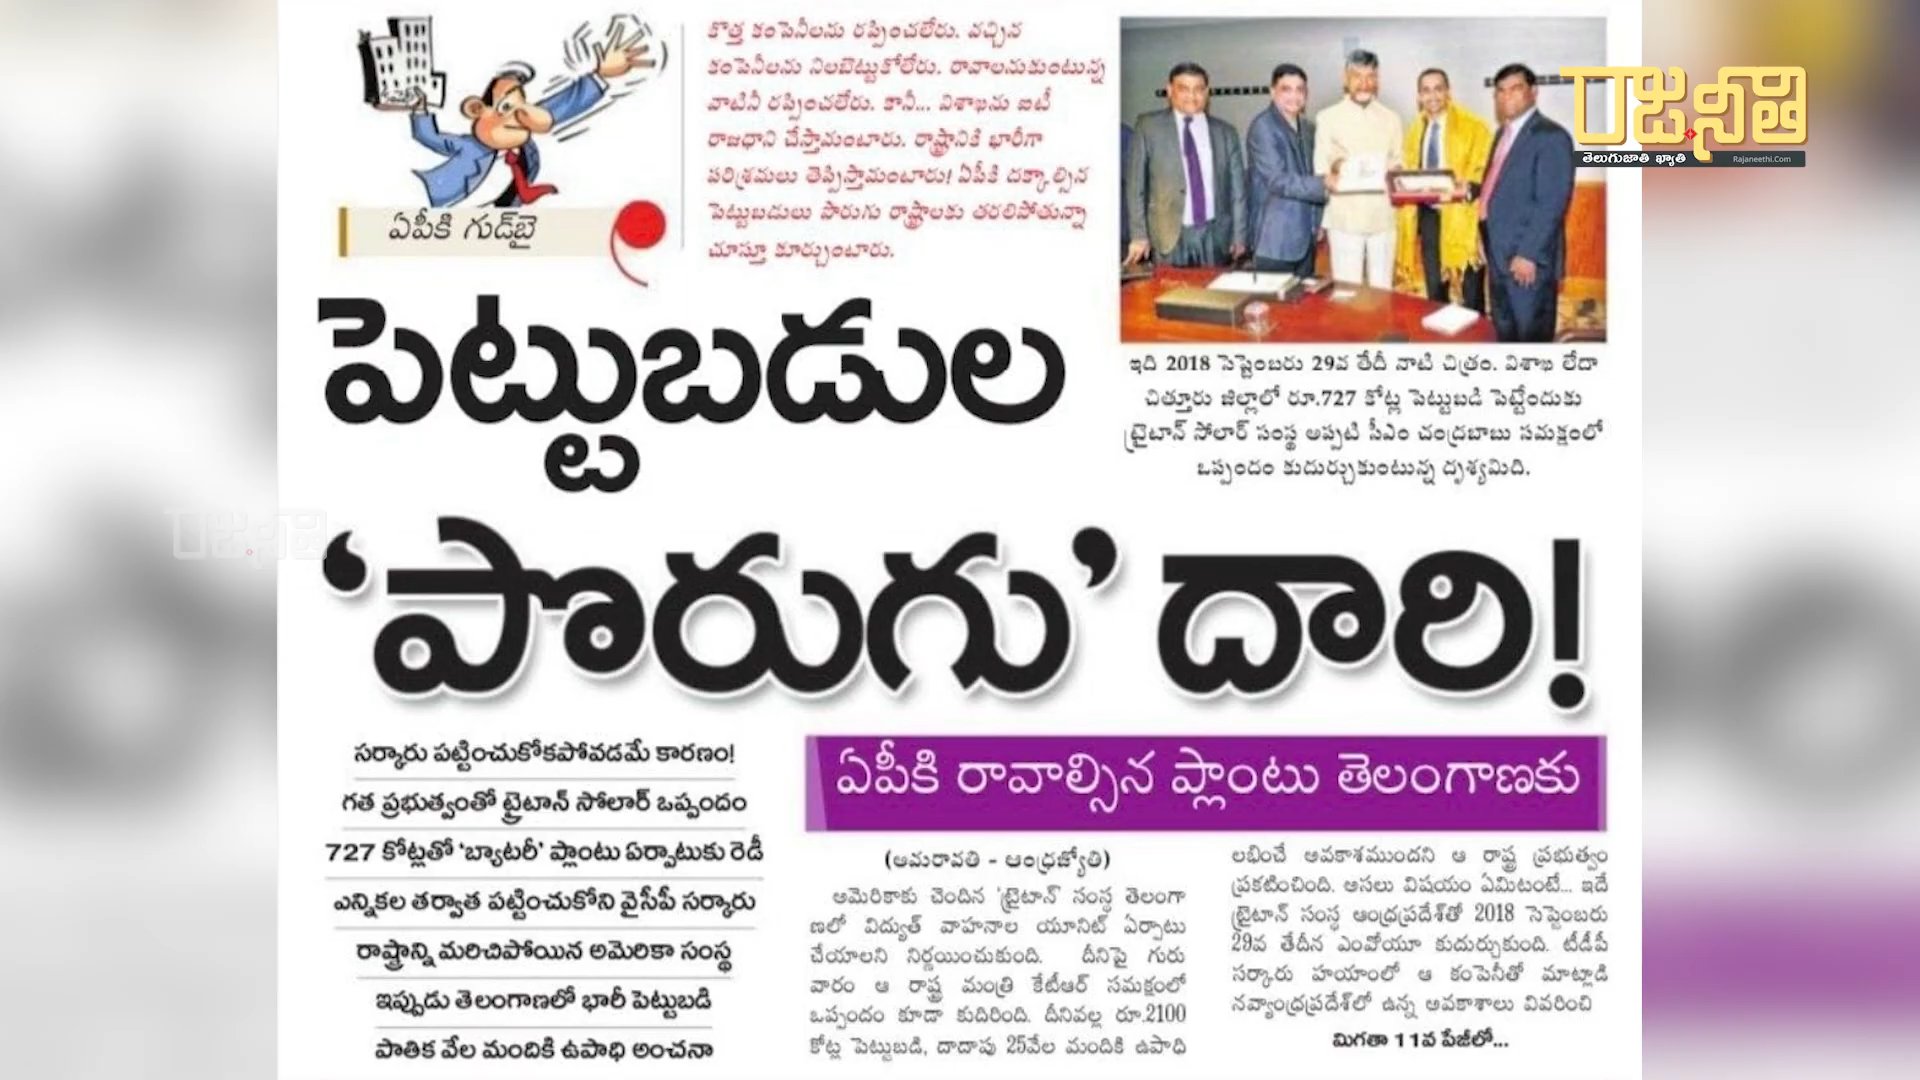 కొత్త కంపెనీలను రప్పించలేరు. వచ్చిన
కంపెనీలను నిలబెట్టుకోలేరు. రావాలనుకుంటున్న
వాటినీ రప్పించలేరు. కానీ... విశాఖను ఐటీ
రాజధాని చేస్తామంటారు. రాష్ట్రానికి భారీగా
పరిశ్రమలు తెప్పిస్తామంటారు! ఏపీకి దక్కాల్సిన
పెట్టుబడులు పొరుగు రాష్ట్రాలకు తరలిపోతున్నా
చూస్తూ కూర్చుంటారు.
ఏపీకి గుడ్‌బై
రాజనీతి
తెలుగుజాతి ఖ్యాతి
Rajaneethi.Com
ఇది 2018 సెప్టెంబరు 29వ తేదీ నాటి చిత్రం. విశాఖ లేదా
చిత్తూరు జిల్లాలో రూ.727 కోట్ల పెట్టుబడి పెట్టేందుకు
ట్రైటాన్ సోలార్ సంస్థ అప్పటి సీఎం చంద్రబాబు సమక్షంలో
ఒప్పందం కుదుర్చుకుంటున్న దృశ్యమిది.
పెట్టుబడుల
రాజనీతి
‘పొరుగు’ దారి!
సర్కారు పట్టించుకోకపోవడమే కారణం!
గత ప్రభుత్వంతో ట్రైటాన్ సోలార్ ఒప్పందం
727 కోట్లతో ‘బ్యాటరీ’ ప్లాంటు ఏర్పాటుకు రెడీ
ఎన్నికల తర్వాత పట్టించుకోని వైసీపీ సర్కారు
రాష్ట్రాన్ని మరిచిపోయిన అమెరికా సంస్థ
ఇప్పుడు తెలంగాణలో భారీ పెట్టుబడి
పాతిక వేల మందికి ఉపాధి అంచనా
ఏపీకి రావాల్సిన ప్లాంటు తెలంగాణకు
(అమరావతి - ఆంధ్రజ్యోతి)
అమెరికాకు చెందిన ‘ట్రైటాన్’ సంస్థ తెలంగా
ణలో విద్యుత్ వాహనాల యూనిట్ ఏర్పాటు
చేయాలని నిర్ణయించుకుంది. దీనిపై గురు
వారం ఆ రాష్ట్ర మంత్రి కేటీఆర్ సమక్షంలో
ఒప్పందం కూడా కుదిరింది. దీనివల్ల రూ.2100
కోట్ల పెట్టుబడి, దాదాపు 25వేల మందికి ఉపాధి
లభించే అవకాశముందని ఆ రాష్ట్ర ప్రభుత్వం
ప్రకటించింది. అసలు విషయం ఏమిటంటే... ఇదే
ట్రైటాన్ సంస్థ ఆంధ్రప్రదేశ్‌తో 2018 సెప్టెంబరు
29వ తేదీన ఎంవోయూ కుదుర్చుకుంది. టీడీపీ
సర్కారు హయాంలో ఆ కంపెనీతో మాట్లాడి
నవ్యాంధ్రప్రదేశ్‌లో ఉన్న అవకాశాలు వివరించి
మిగతా 11వ పేజీలో...